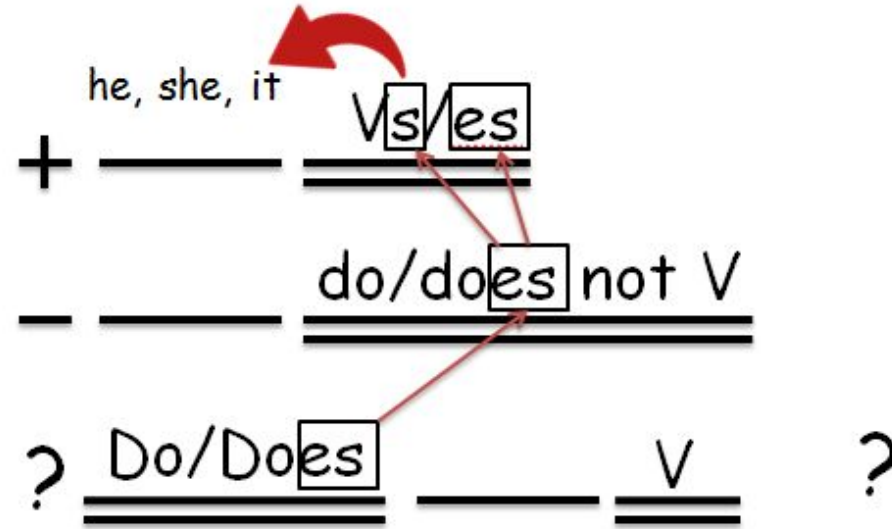 he, she, it
+ Vs/es
- do/does not V
? Do/Does V ?